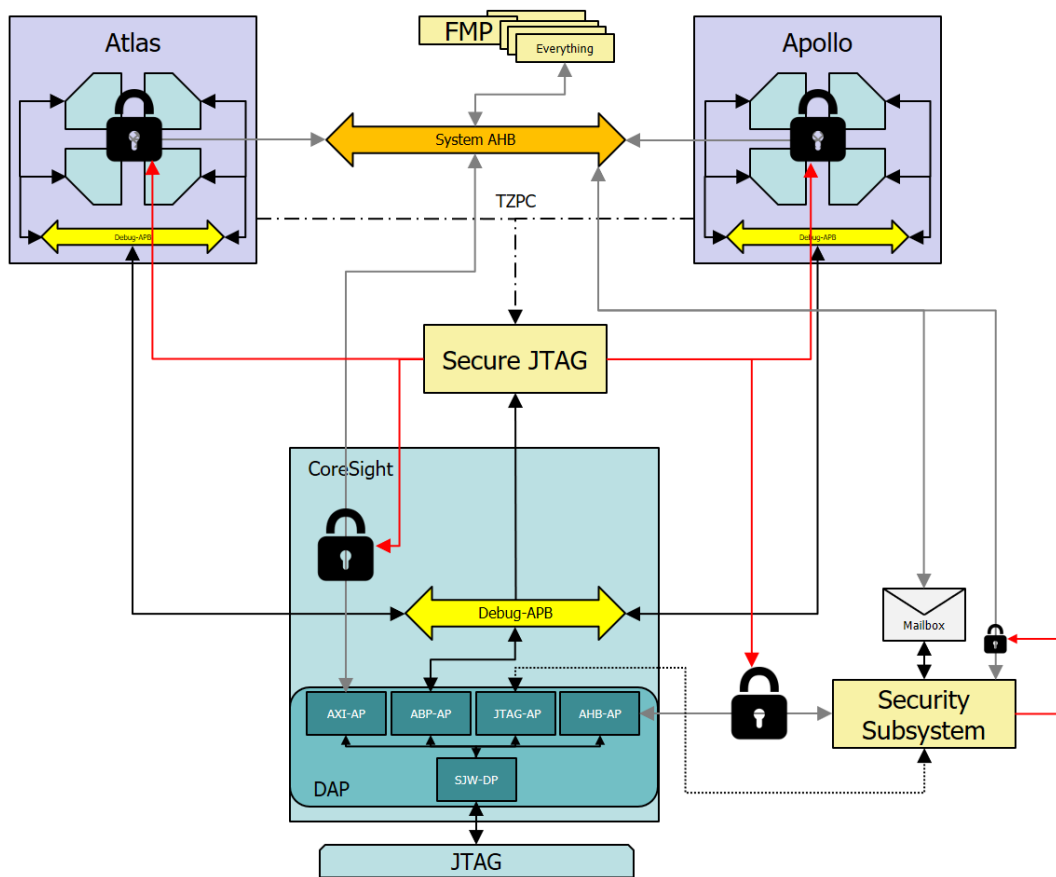 Atlas
FMP
Everything
Apollo
System AHB
TZPC
Debug-APB
Debug-APB
Secure JTAG
CoreSight
Debug-APB
Mailbox
AXI-AP
ABP-AP
JTAG-AP
AHB-AP
Security
Subsystem
SJW-DP
DAP
JTAG